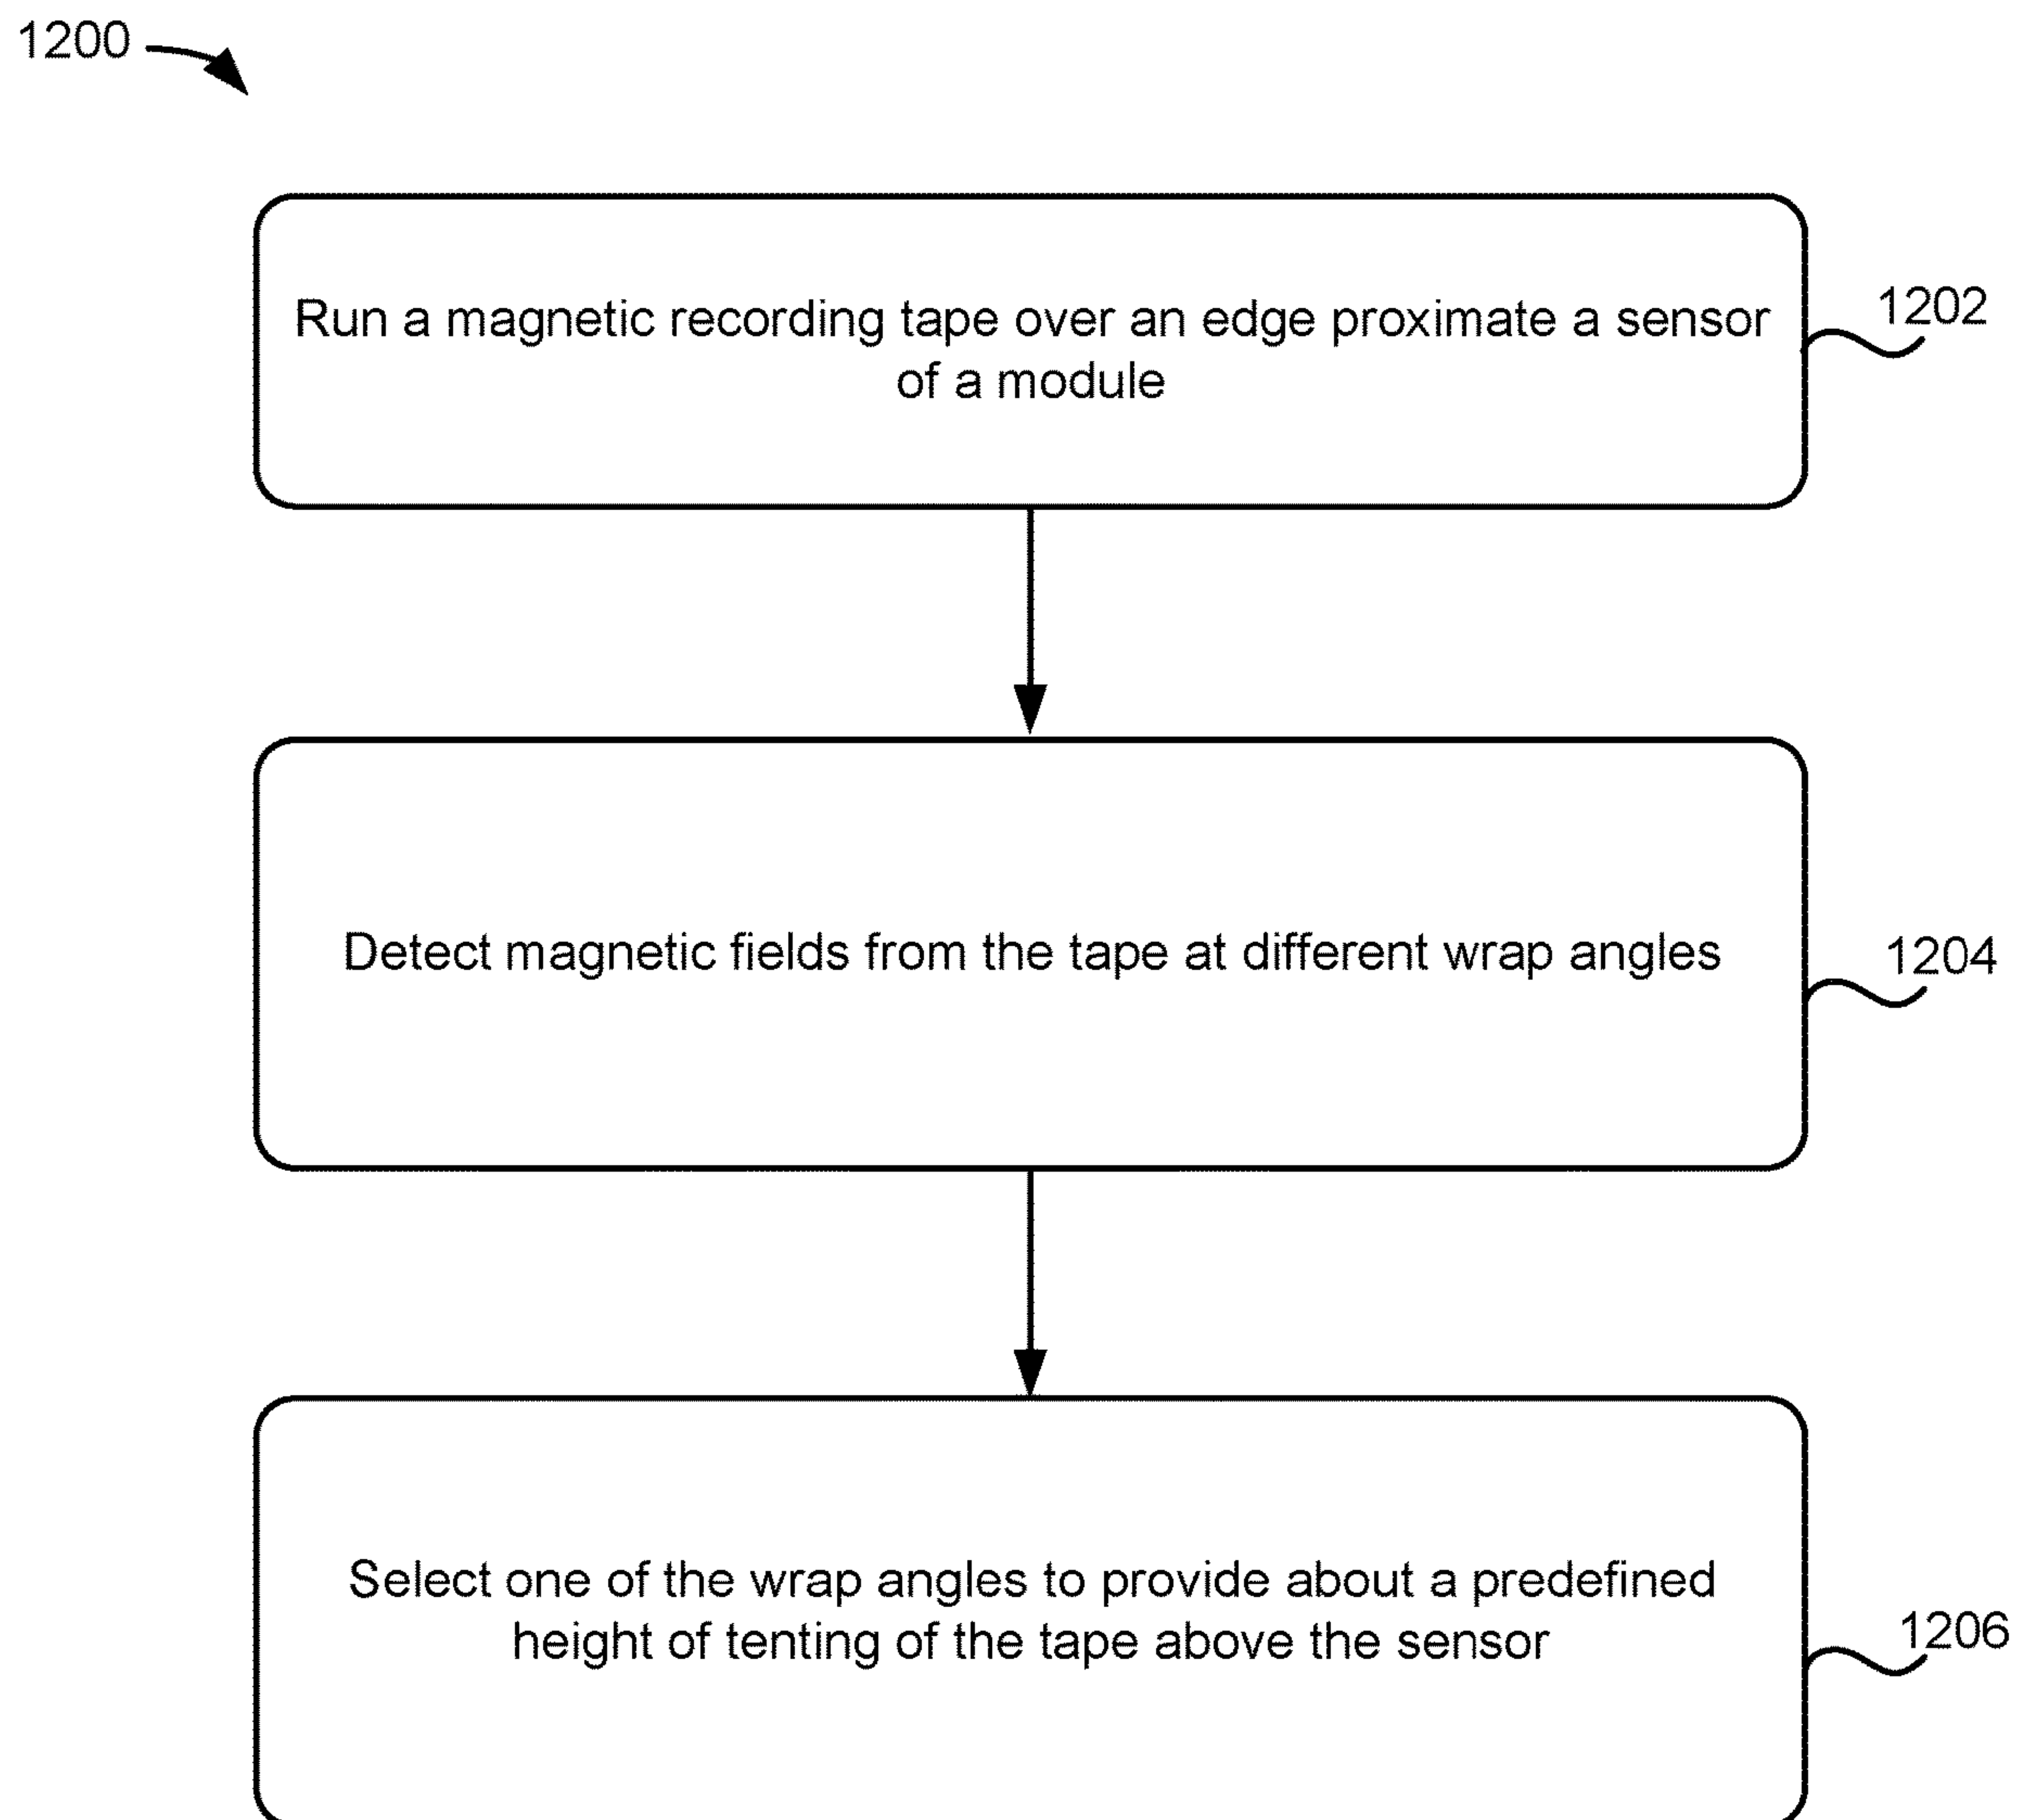 1200
Run a magnetic recording tape over an edge proximate a sensor
of a module
1202
Detect magnetic fields from the tape at different wrap angles
1204
Select one of the wrap angles to provide about a predefined
height of tenting of the tape above the sensor
1206